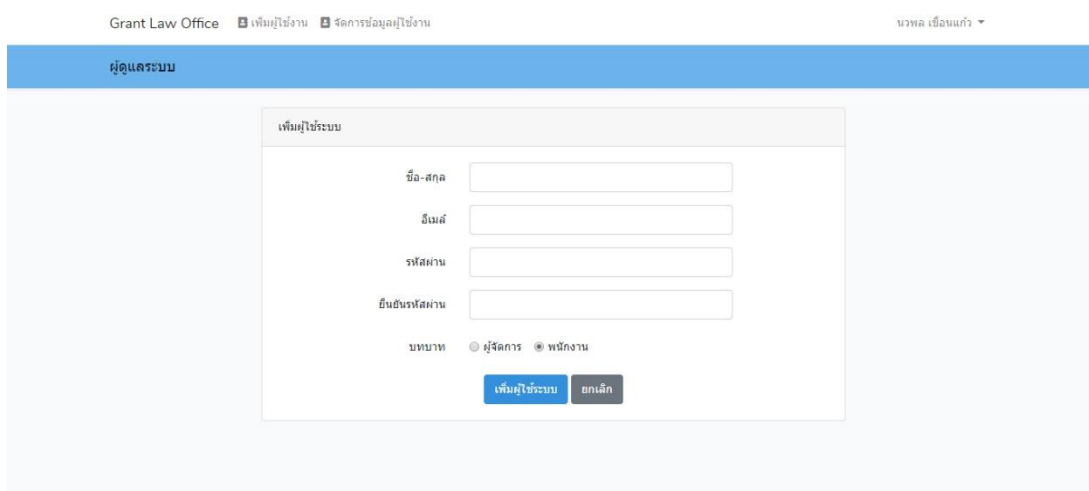 Grant Law Office เพิ่มผู้ใช้งาน จัดการข้อมูลผู้ใช้งาน นวพล เขื่อนแก้ว
ผู้ดูแลระบบ
เพิ่มผู้ใช้ระบบ
ชื่อ-สกุล
อีเมล์
รหัสผ่าน
ยืนยันรหัสผ่าน
บทบาท ผู้จัดการ พนักงาน
เพิ่มผู้ใช้ระบบ ยกเลิก